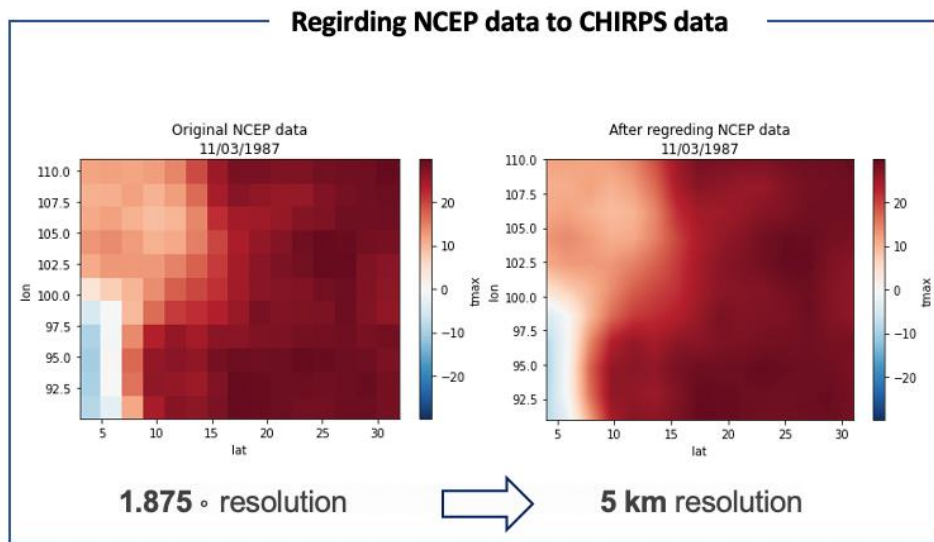 Regirding NCEP data to CHIRPS data
Original NCEP data
11/03/1987
110.0
107.5
105.0
102.5
100.0
97.5
95.0
92.5
lon
5 10 15 20 25 30
lat
20
10
0
−10
−20
tmax
After regreding NCEP data
11/03/1987
110.0
107.5
105.0
102.5
100.0
97.5
95.0
92.5
lon
5 10 15 20 25 30
lat
20
10
0
−10
−20
tmax
1.875 ∘ resolution
5 km resolution